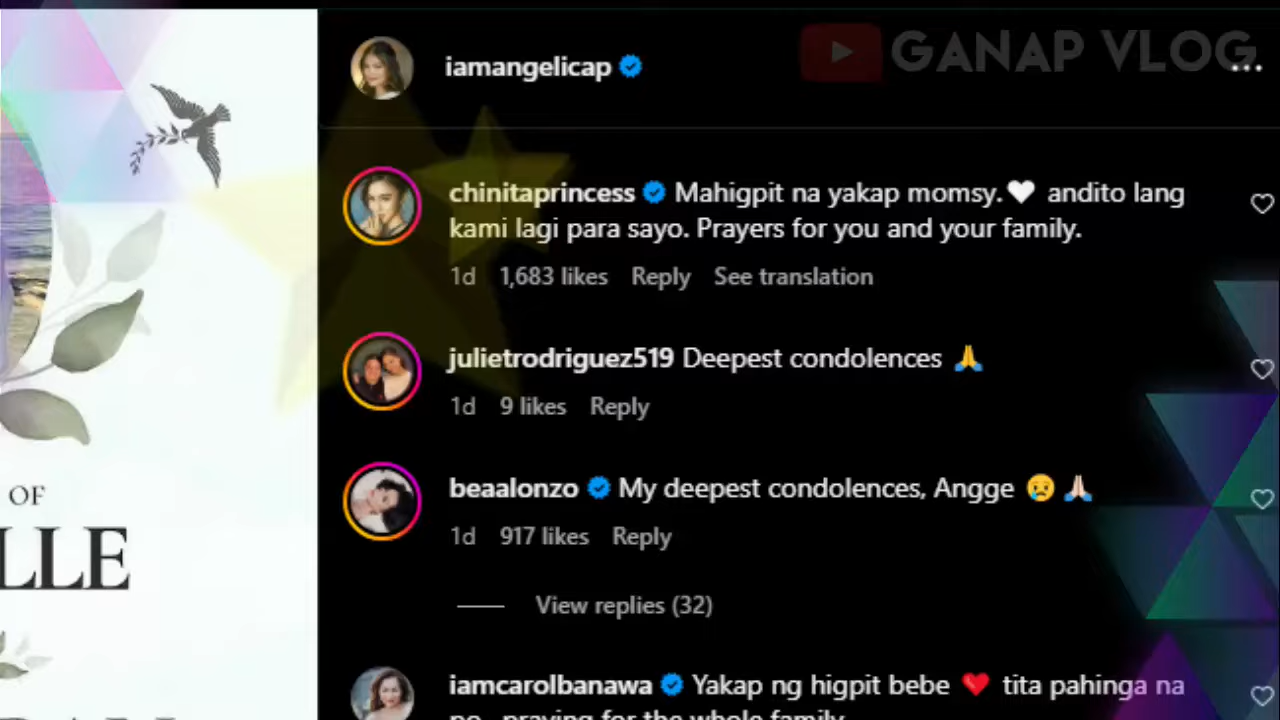 GANAP VLOG
iamangelicap
...
chinitaprincess Mahigpit na yakap momsy.🤍 andito lang
kami lagi para sayo. Prayers for you and your family.
1d 1,683 likes Reply See translation
julietrodriguez519 Deepest condolences 🙏
1d 9 likes Reply
OF
LLE
beaalonzo My deepest condolences, Angge 😥🙏🏻
1d 917 likes Reply
View replies (32)
iamcarolbanawa Yakap ng higpit bebe ❤️ tita pahinga na
po.. praying for the whole family